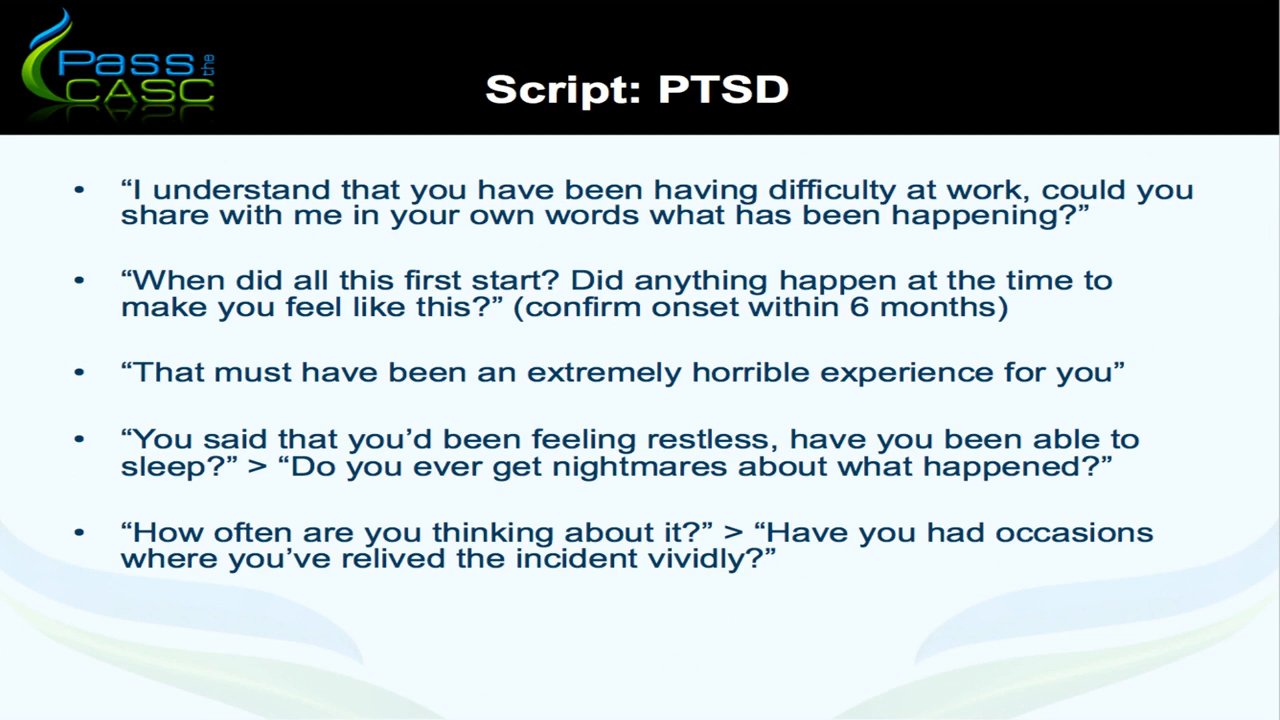 Pass the
CASC
Script: PTSD
• “I understand that you have been having difficulty at work, could you
share with me in your own words what has been happening?”
• “When did all this first start? Did anything happen at the time to
make you feel like this?” (confirm onset within 6 months)
• “That must have been an extremely horrible experience for you”
• “You said that you’d been feeling restless, have you been able to
sleep?” > “Do you ever get nightmares about what happened?”
• “How often are you thinking about it?” > “Have you had occasions
where you’ve relived the incident vividly?”